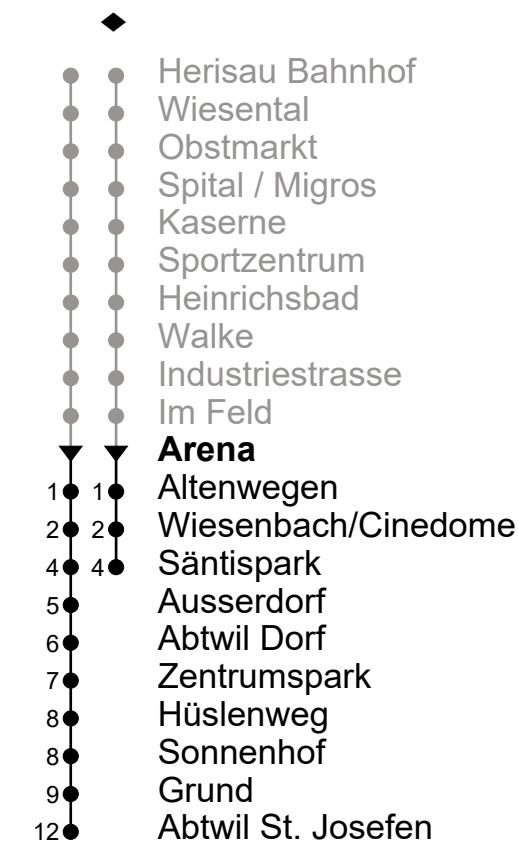 Herisau Bahnhof
Wiesental
Obstmarkt
Spital / Migros
Kaserne
Sportzentrum
Heinrichsbad
Walke
Industriestrasse
Im Feld
Arena
1 1 Altenwegen
2 2 Wiesenbach/Cinedome
4 4 Säntispark
5 Ausserdorf
6 Abtwil Dorf
7 Zentrumspark
8 Hüslenweg
8 Sonnenhof
9 Grund
12 Abtwil St. Josefen